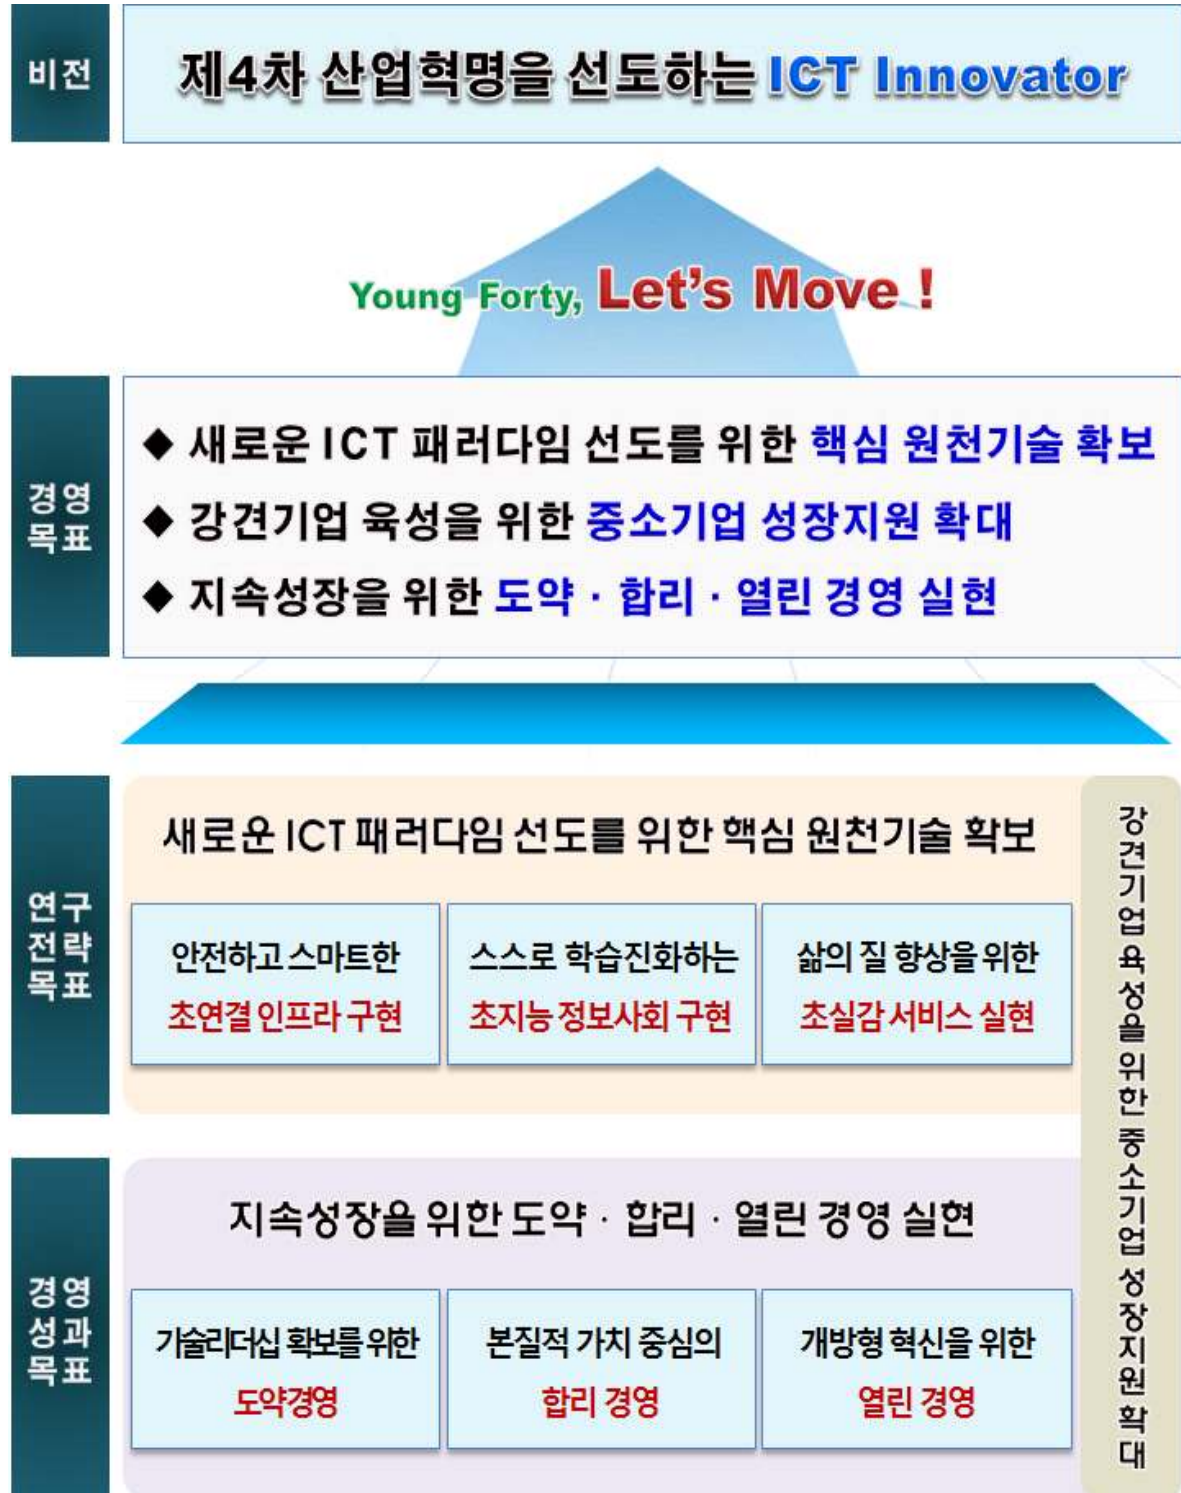 비전
제4차 산업혁명을 선도하는 ICT Innovator
Young Forty, Let's Move !
경영
목표
◆ 새로운 ICT 패러다임 선도를 위한 핵심 원천기술 확보
◆ 강견기업 육성을 위한 중소기업 성장지원 확대
◆ 지속성장을 위한 도약 · 합리 · 열린 경영 실현
연구
전략
목표
새로운 ICT 패러다임 선도를 위한 핵심 원천기술 확보
안전하고 스마트한
초연결 인프라 구현
스스로 학습진화하는
초지능 정보사회 구현
삶의 질 향상을 위한
초실감 서비스 실현
강견기업 육성을 위한 중소기업 성장지원 확대
경영
성과
목표
지속성장을 위한 도약 · 합리 · 열린 경영 실현
기술리더십 확보를 위한
도약경영
본질적 가치 중심의
합리 경영
개방형 혁신을 위한
열린 경영